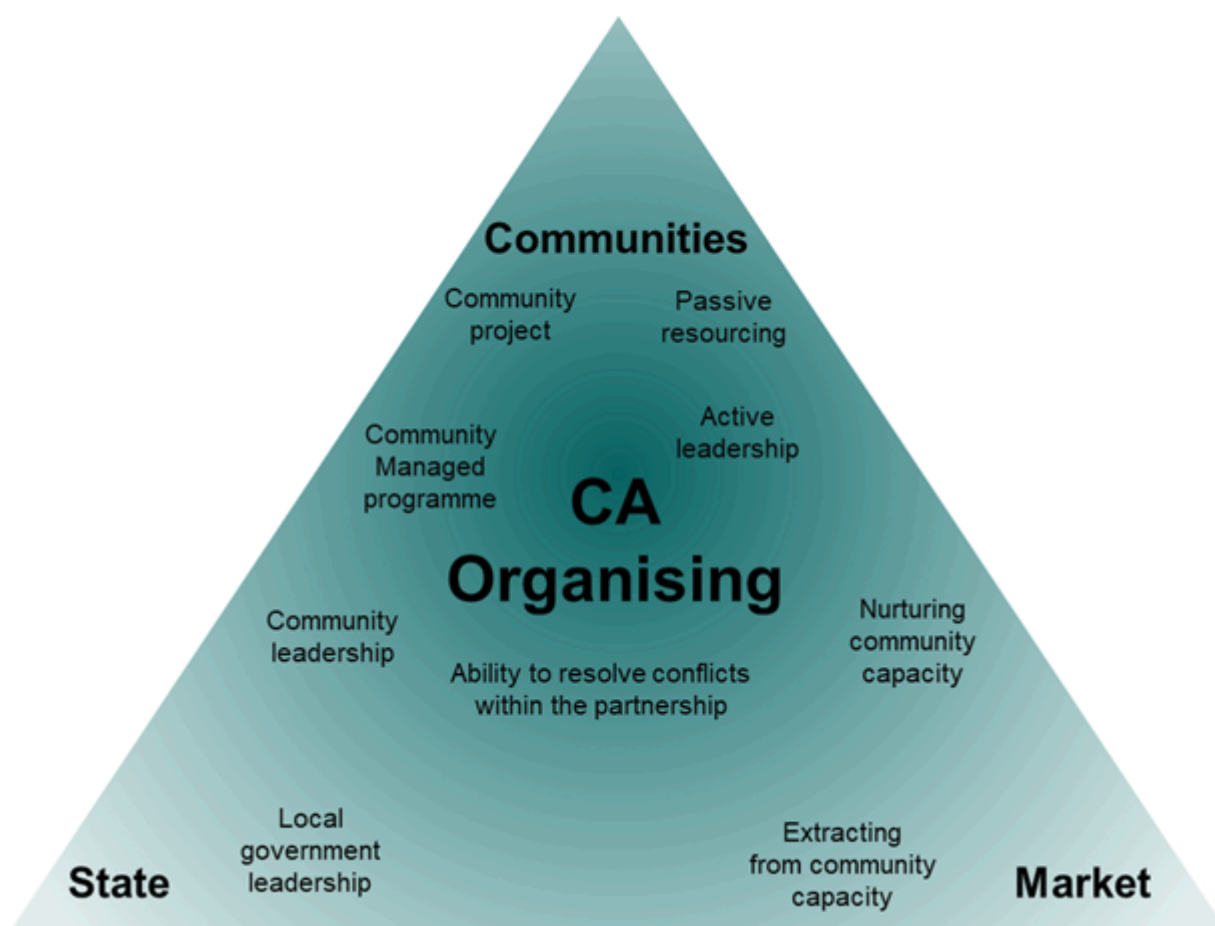 Communities
Community
project
Passive
resourcing
Active
leadership
Community
Managed
programme
CA
Organising
Community
leadership
Nurturing
community
capacity
Ability to resolve conflicts
within the partnership
Local
government
leadership
Extracting
from community
capacity
State
Market